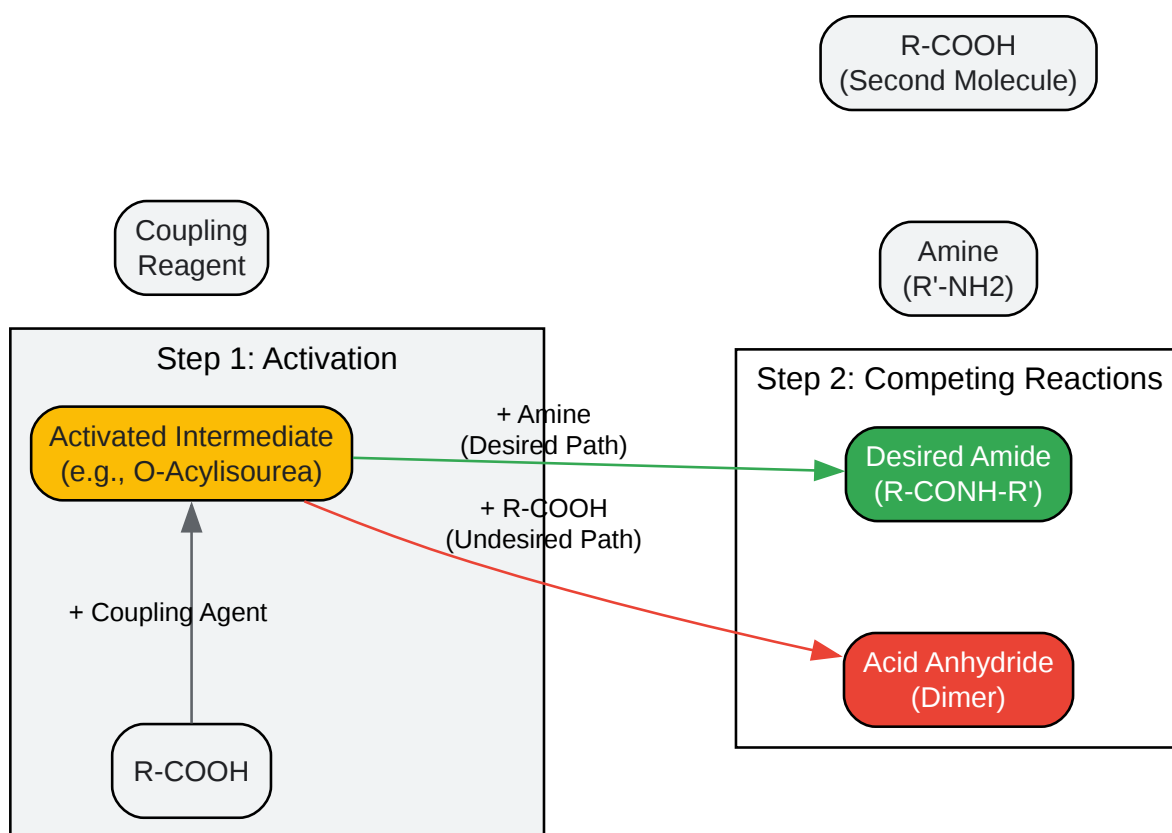 R-COOH
(Second Molecule)
Coupling
Reagent
Amine
(R'-NH2)
Step 1: Activation
Activated Intermediate
(e.g., O-Acylisourea)
+ Coupling Agent
R-COOH
+ Amine
(Desired Path)
+ R-COOH
(Undesired Path)
Step 2: Competing Reactions
Desired Amide
(R-CONH-R')
Acid Anhydride
(Dimer)